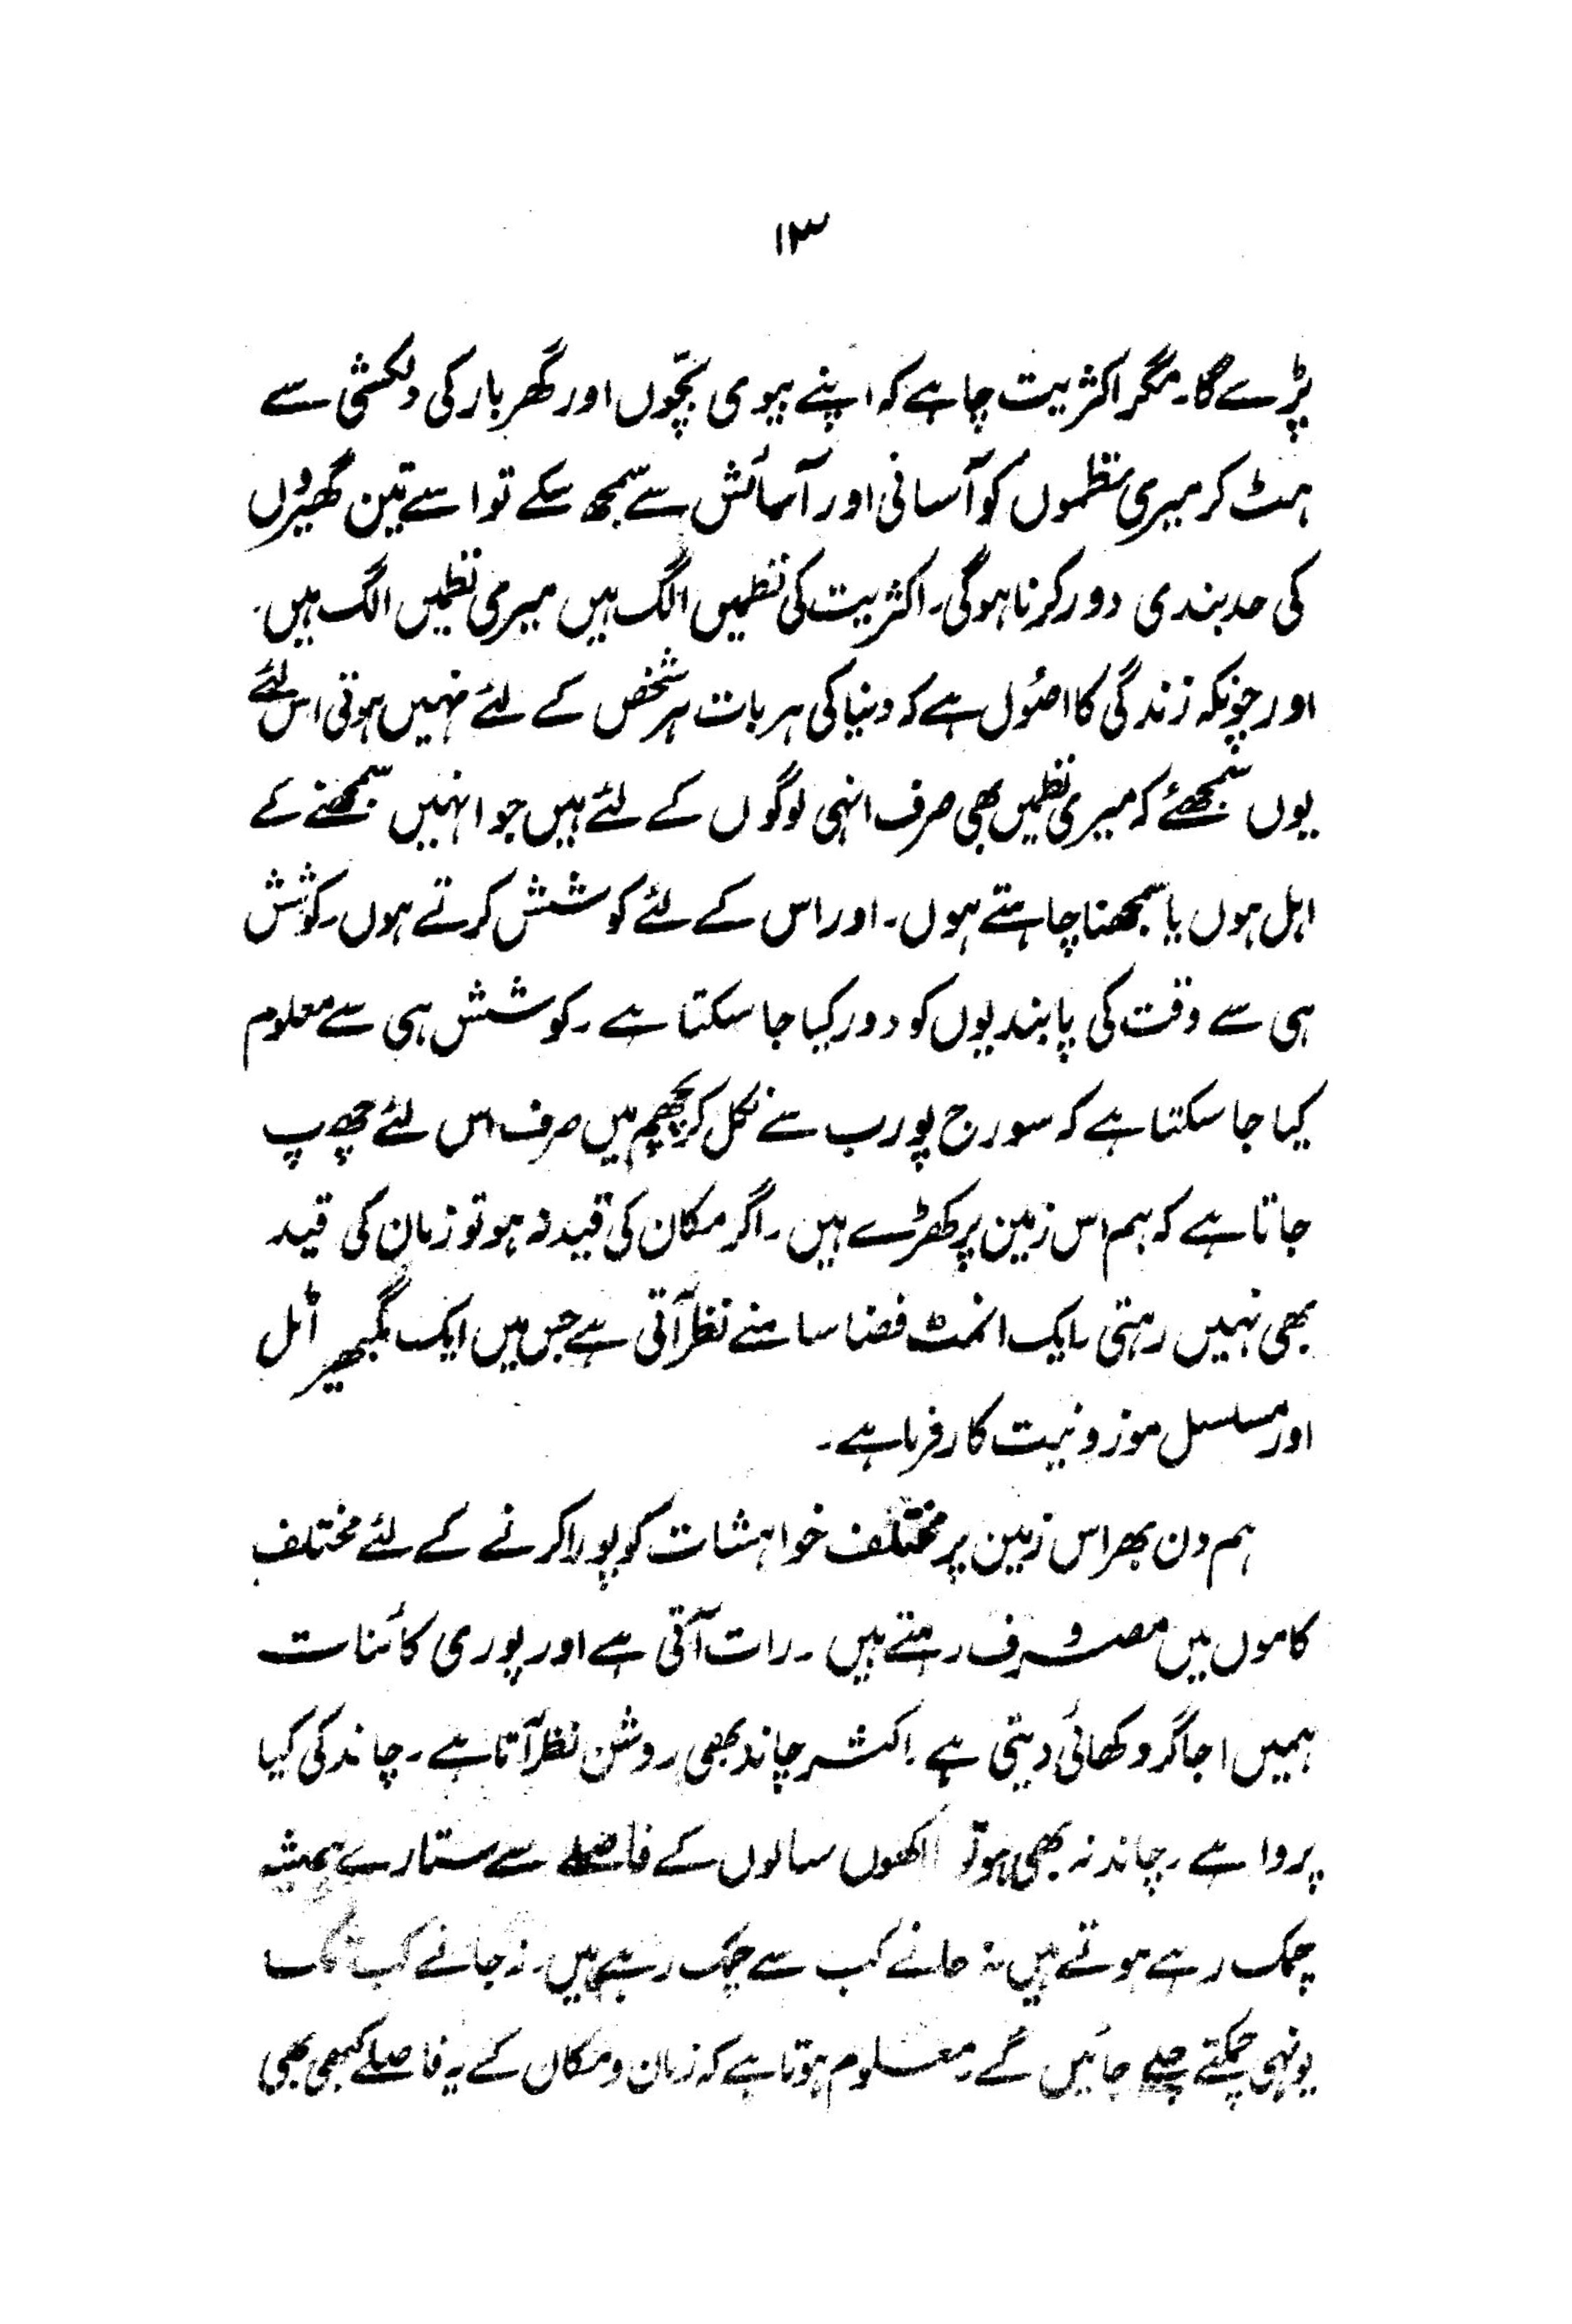 ۱۳
پڑے گا۔ مگر اکثریت چاہے کہ اپنے بیوی بچّوں اور گھر بار کی دلکشی سے
ہٹ کر میری نظموں کو آسانی اور آسائش سے سمجھ سکے تو اسے تین گھیروں
کی حد بندی دور کرنا ہو گی۔ اکثریت کی نظمیں الگ ہیں میری نظمیں الگ ہیں۔
اور چونکہ زندگی کا اصُول ہے کہ دنیا کی ہر بات ہر شخص کے لئے نہیں ہوتی اس لئے
یوں سمجھئے کہ میری نظمیں بھی صرف انہی لوگوں کے لئے ہیں جو انہیں سمجھنے کے
اہل ہوں یا سمجھنا چاہتے ہوں۔ اور اس کے لئے کوشش کرتے ہوں۔ کوشش
ہی سے وقت کی پابندیوں کو دور کیا جا سکتا ہے۔ کوشش ہی سے معلوم
کیا جا سکتا ہے کہ سورج پورب سے نکل کر پچھم میں صرف اس لئے چھپ
جاتا ہے کہ ہم اس زمین پر کھڑے ہیں۔ اگر مکان کی قید نہ ہو تو زمان کی قید
بھی نہیں رہتی۔ ایک انمٹ فضا سامنے نظر آتی ہے جس میں ایک گمبھیر اٹل
اور مسلسل موزونیت کارفرما ہے۔
ہم دن بھر اس زمین پر مختلف خواہشات کو پورا کرنے کے لئے مختلف
کاموں میں مصروف رہتے ہیں۔ رات آتی ہے اور پوری کائنات
ہمیں اجاگر دکھائی دیتی ہے۔ اکثر چاند بھی روشن نظر آتا ہے۔ چاند کی کیا
پروا ہے۔ چاند نہ بھی ہو تو لاکھوں سالوں کے فاصلے سے ستارے ہمیشہ
چمک رہے ہوتے ہیں نہ جانے کب سے چمک رہے ہیں۔ نہ جانے کب تک
یونہی چمکتے چلے جائیں گے۔ معلوم ہوتا ہے کہ زمان و مکان کے یہ فاصلے کبھی بھی